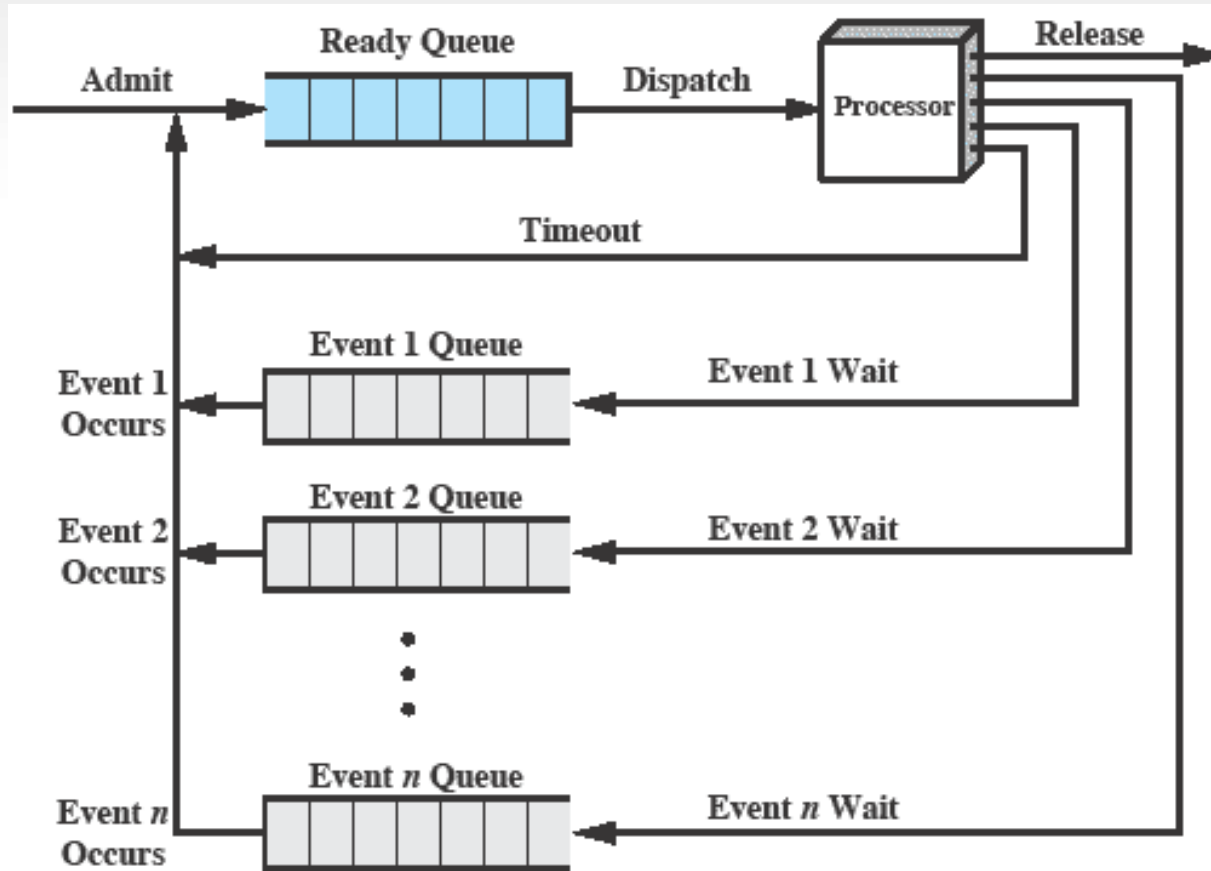 Ready Queue
Release
Admit
Dispatch
Processor
Timeout
Event 1 Queue
Event 1 Wait
Event 1
Occurs
Event 2 Queue
Event 2 Wait
Event 2
Occurs
Event n Queue
Event n Wait
Event n
Occurs